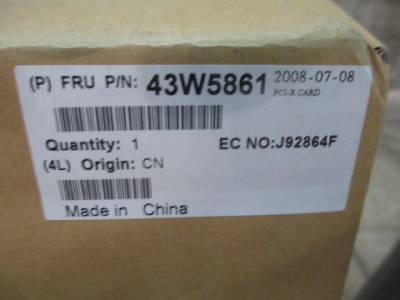 (P) FRU P/N: 43W5861 2008-07-08
PCI-X CARD
Quantity: 1 EC NO:J92864F
(4L) Origin: CN
Made in China